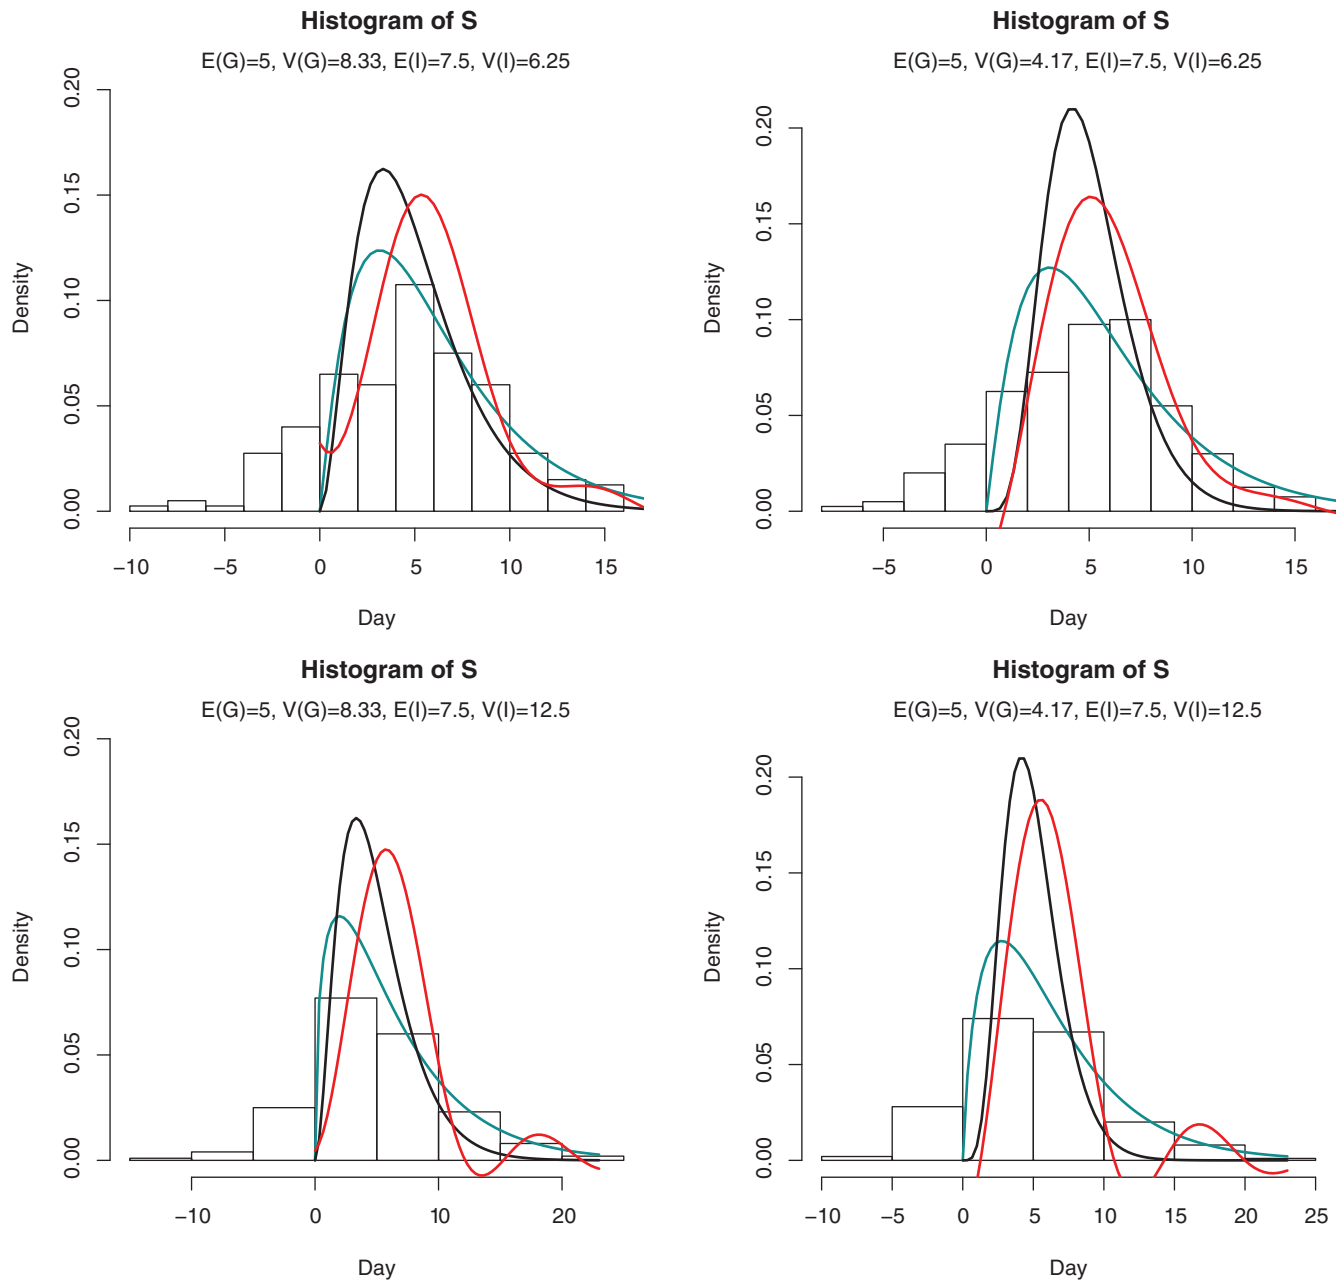 Histogram of S
E(G)=5, V(G)=8.33, E(I)=7.5, V(I)=6.25
0.20
0.15
0.10
0.05
0.00
Density
−10 −5 0 5 10 15
Day
Histogram of S
E(G)=5, V(G)=4.17, E(I)=7.5, V(I)=6.25
0.20
0.15
0.10
0.05
0.00
Density
−5 0 5 10 15
Day
Histogram of S
E(G)=5, V(G)=8.33, E(I)=7.5, V(I)=12.5
0.20
0.15
0.10
0.05
0.00
Density
−10 0 10 20
Day
Histogram of S
E(G)=5, V(G)=4.17, E(I)=7.5, V(I)=12.5
0.20
0.15
0.10
0.05
0.00
Density
−10 −5 0 5 10 15 20 25
Day